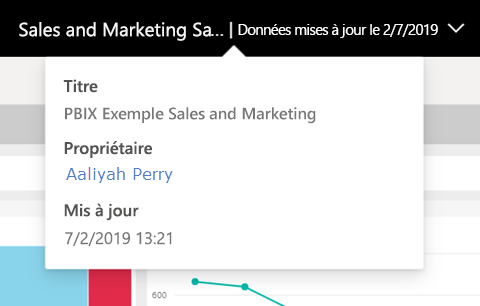 Sales and Marketing Sa... | Données mises à jour le 2/7/2019
Titre
PBIX Exemple Sales and Marketing
Propriétaire
Aaliyah Perry
Mis à jour
7/2/2019 13:21
600